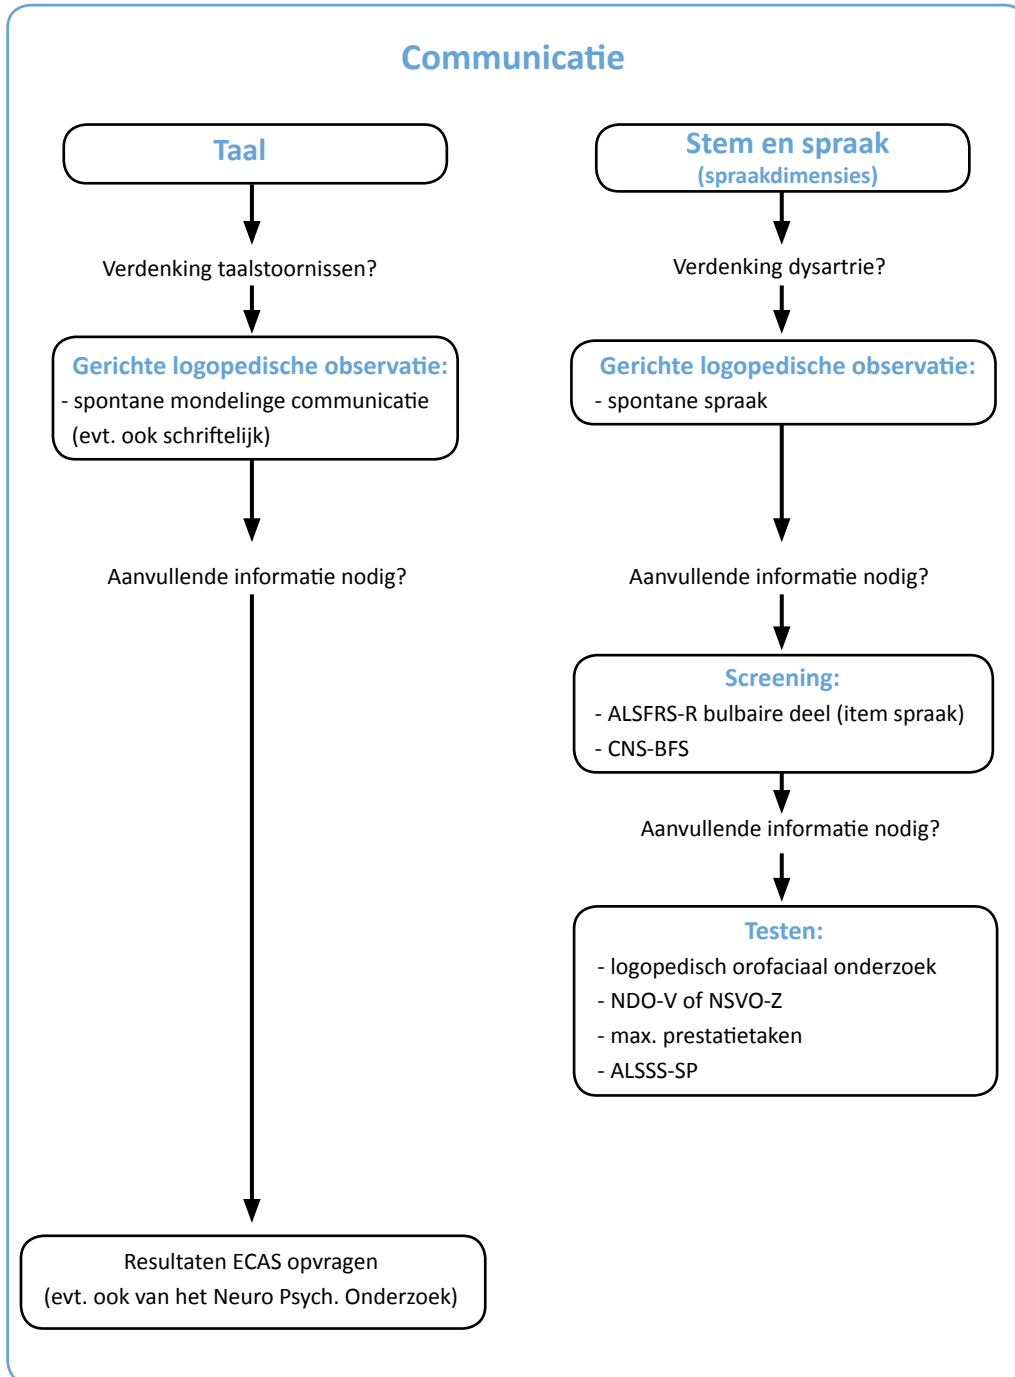 Communicatie
Taal
Verdenking taalstoornissen?
Gerichte logopedische observatie:
- spontane mondelinge communicatie
(evt. ook schriftelijk)
Aanvullende informatie nodig?
Resultaten ECAS opvragen
(evt. ook van het Neuro Psych. Onderzoek)
Stem en spraak
(spraakdimensies)
Verdenking dysartrie?
Gerichte logopedische observatie:
- spontane spraak
Aanvullende informatie nodig?
Screening:
- ALSFRS-R bulbaire deel (item spraak)
- CNS-BFS
Aanvullende informatie nodig?
Testen:
- logopedisch orofaciaal onderzoek
- NDO-V of NSVO-Z
- max. prestatietaken
- ALSSS-SP